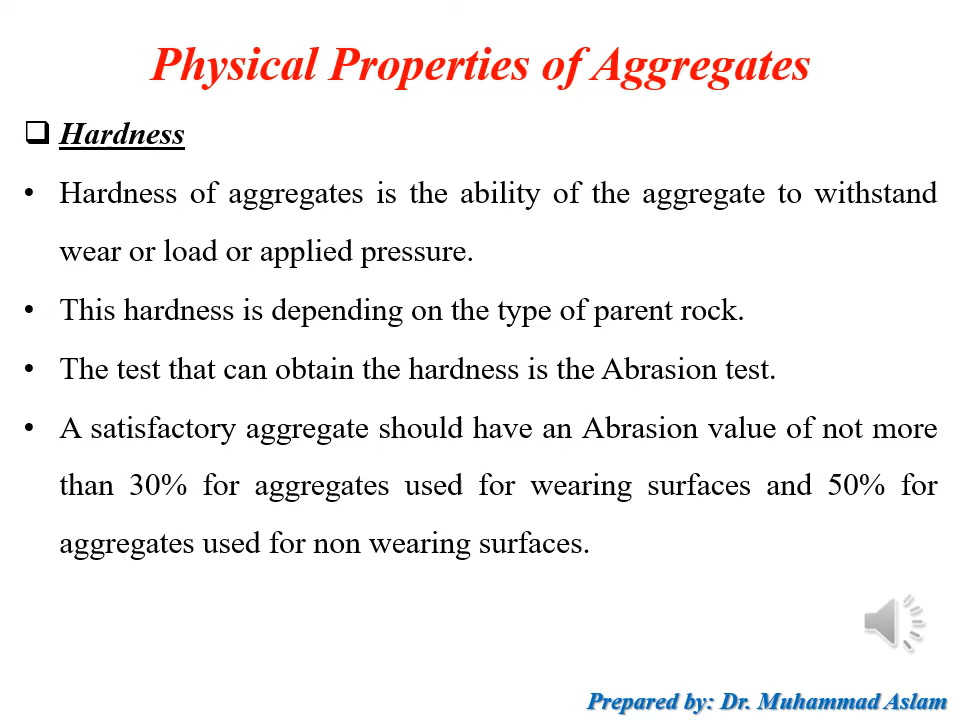 Physical Properties of Aggregates
❑ Hardness
• Hardness of aggregates is the ability of the aggregate to withstand
wear or load or applied pressure.
• This hardness is depending on the type of parent rock.
• The test that can obtain the hardness is the Abrasion test.
• A satisfactory aggregate should have an Abrasion value of not more
than 30% for aggregates used for wearing surfaces and 50% for
aggregates used for non wearing surfaces.
Prepared by: Dr. Muhammad Aslam